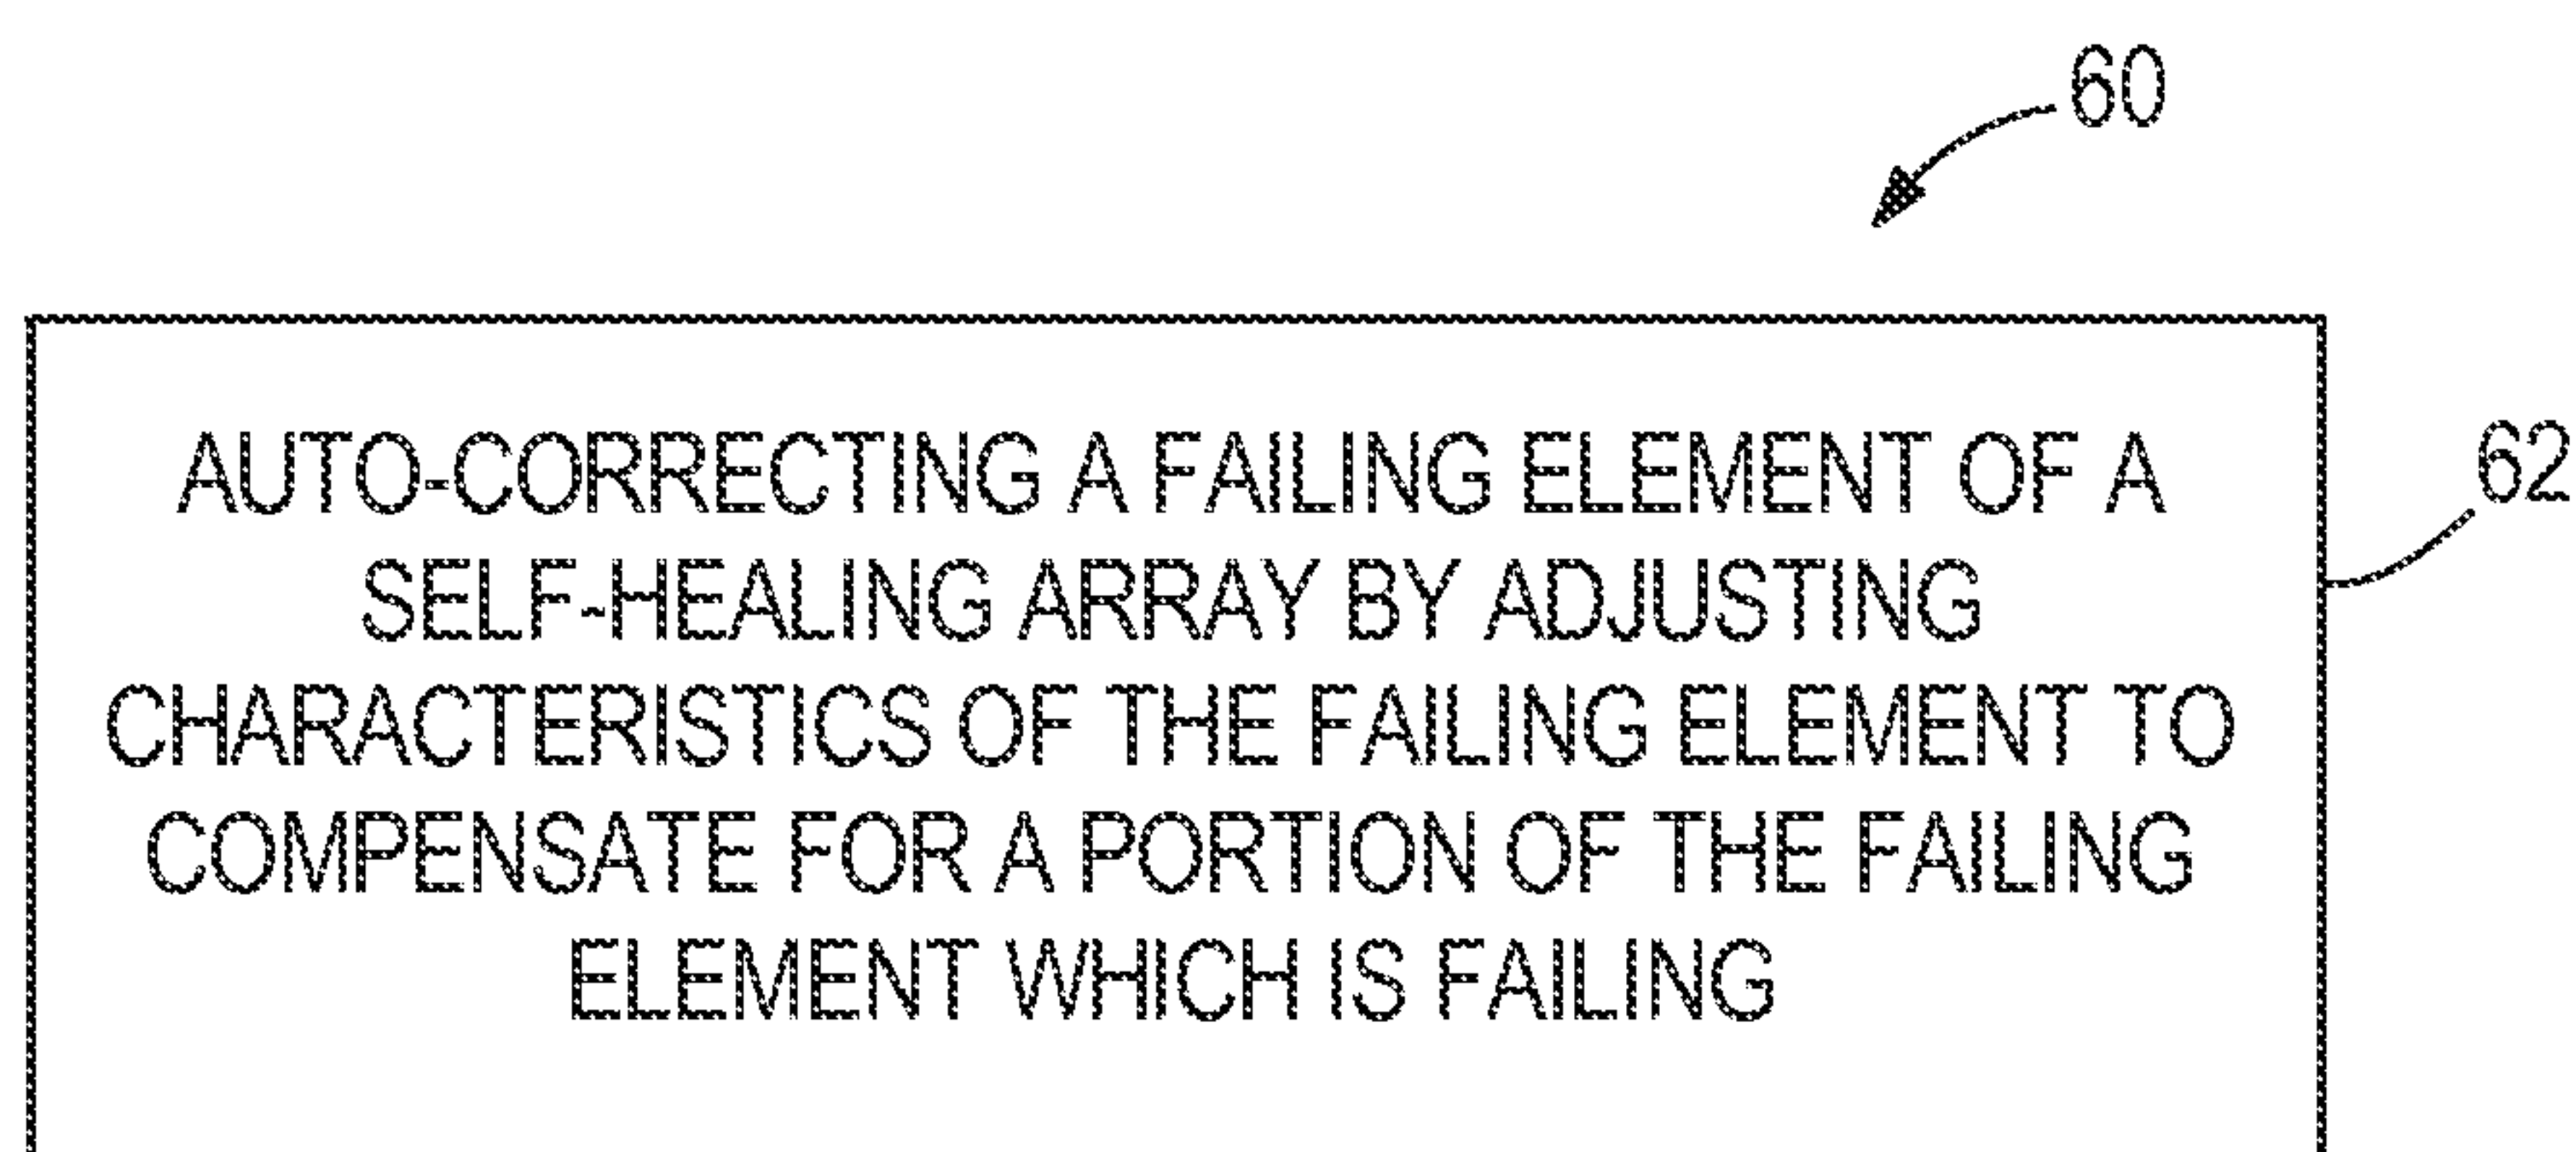 60
AUTO-CORRECTING A FAILING ELEMENT OF A
SELF-HEALING ARRAY BY ADJUSTING
CHARACTERISTICS OF THE FAILING ELEMENT TO
COMPENSATE FOR A PORTION OF THE FAILING
ELEMENT WHICH IS FAILING
62